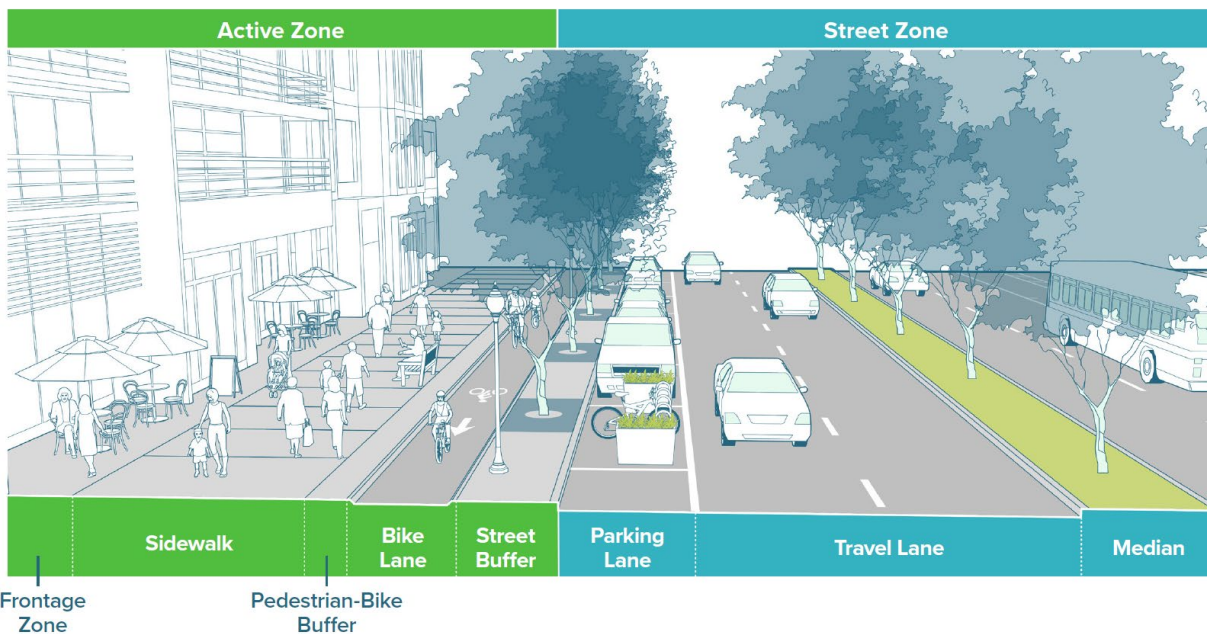 Active Zone
Street Zone
Sidewalk
Bike
Lane
Street
Buffer
Parking
Lane
Travel Lane
Median
Frontage
Zone
Pedestrian-Bike
Buffer